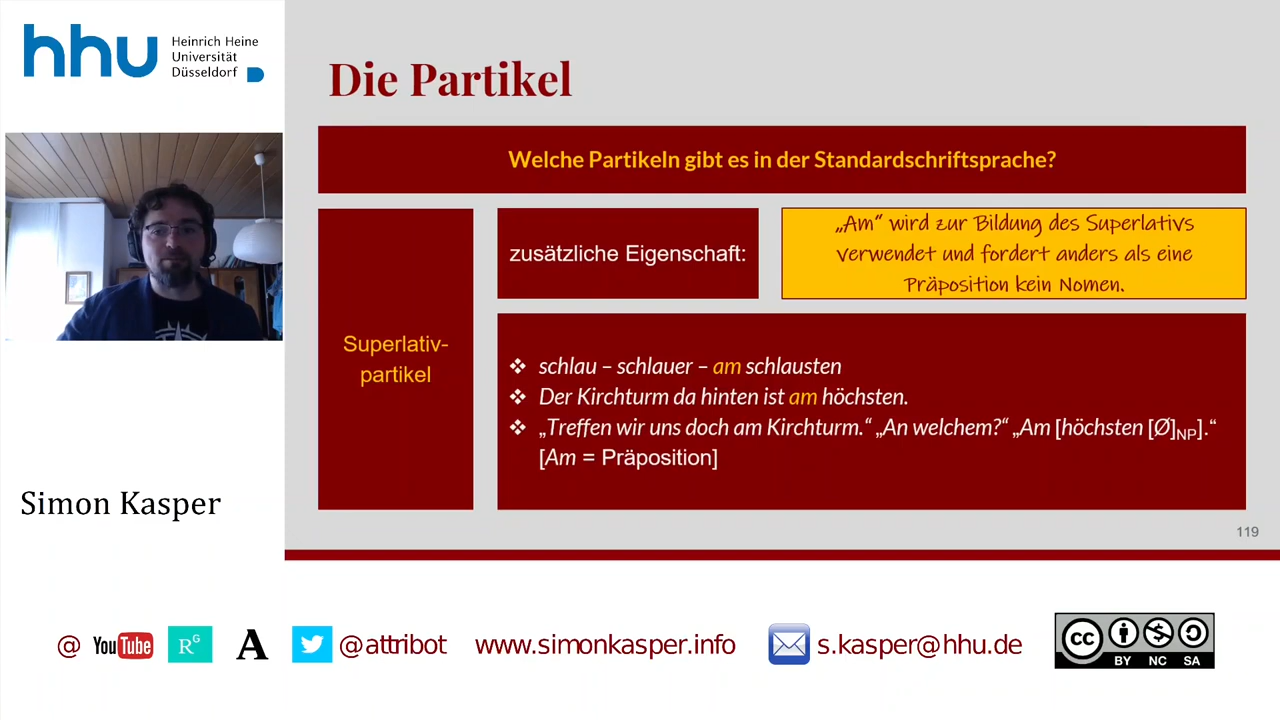 hhu Heinrich Heine
Universität
Düsseldorf
Die Partikel
Welche Partikeln gibt es in der Standardschriftsprache?
Superlativ-
partikel
zusätzliche Eigenschaft:
„Am“ wird zur Bildung des Superlativs
verwendet und fordert anders als eine
Präposition kein Nomen.
❖ schlau – schlauer – am schlausten
❖ Der Kirchturm da hinten ist am höchsten.
❖ „Treffen wir uns doch am Kirchturm.“ „An welchem?“ „Am [höchsten [Ø]NP].“
[Am = Präposition]
119
Simon Kasper
@ YouTube RG A @attribot www.simonkasper.info s.kasper@hhu.de
cc BY NC SA